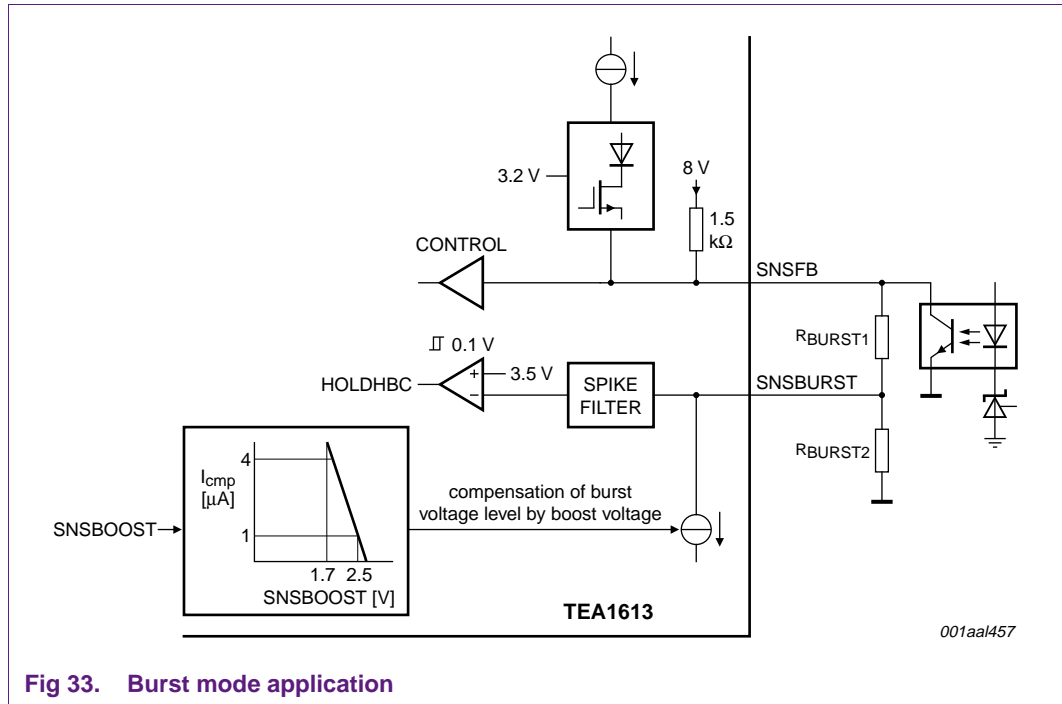 3.2 V
8 V
1.5
kΩ
CONTROL
SNSFB
RBURST1
0.1 V
HOLDHBC
+
−
3.5 V
SPIKE
FILTER
SNSBURST
RBURST2
4
Icmp
[μA]
1
1.7 2.5
SNSBOOST [V]
SNSBOOST
compensation of burst
voltage level by boost voltage
TEA1613
001aal457
Fig 33. Burst mode application